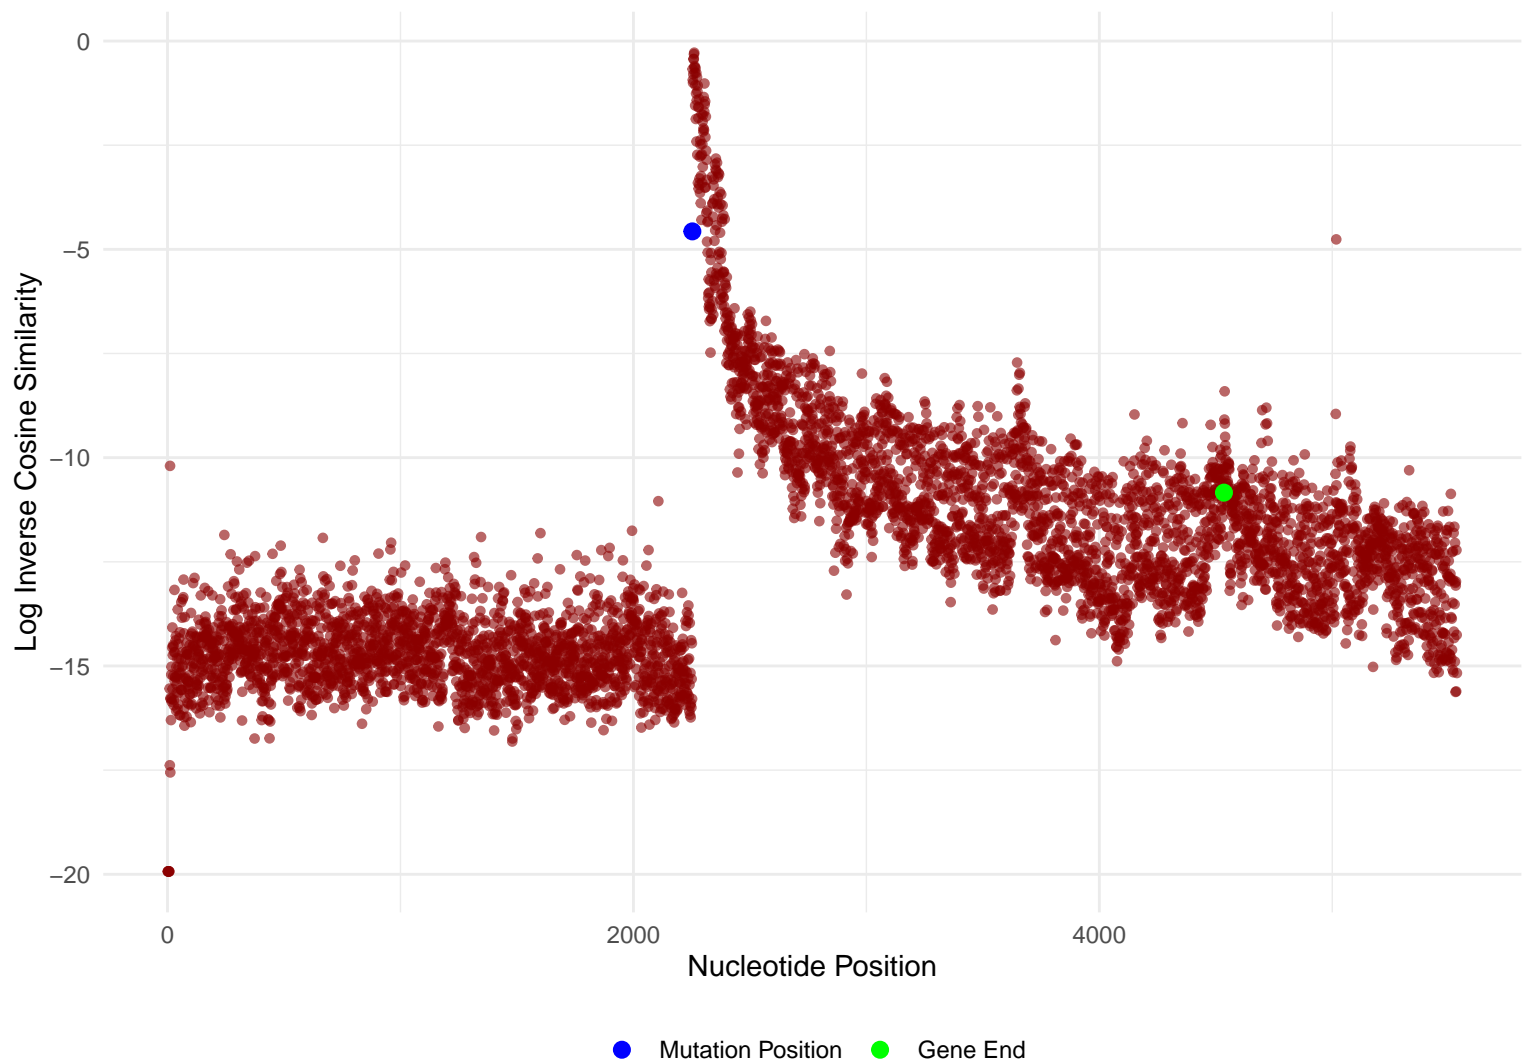 0
−5
−10
−15
−20
Log Inverse Cosine Similarity
0 2000 4000
Nucleotide Position
Mutation Position Gene End